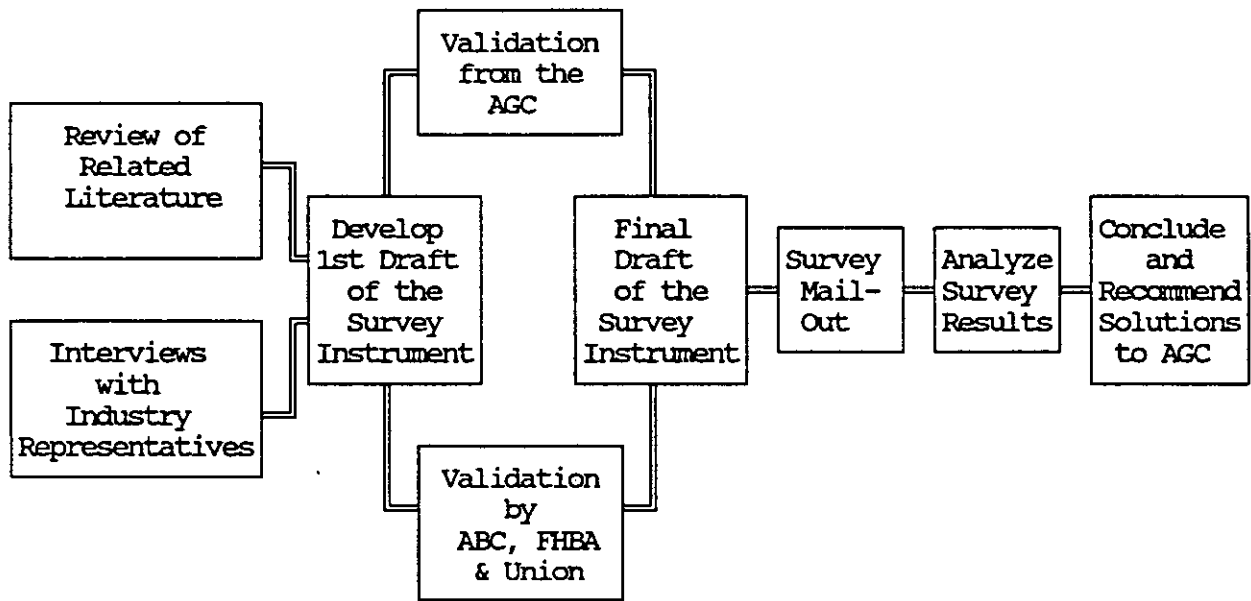 Review of
Related
Literature
Interviews
with
Industry
Representatives
Develop
1st Draft
of the
Survey
Instrument
Validation
from the
AGC
Validation
by
ABC, FHBA
& Union
Final
Draft
of the
Survey
Instrument
Survey
Mail-
Out
Analyze
Survey
Results
Conclude
and
Recommend
Solutions
to AGC